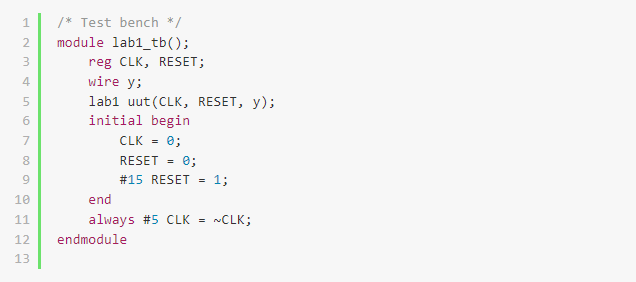 1 /* Test bench */
2 module lab1_tb();
3     reg CLK, RESET;
4     wire y;
5     lab1 uut(CLK, RESET, y);
6     initial begin
7         CLK = 0;
8         RESET = 0;
9         #15 RESET = 1;
10     end
11     always #5 CLK = ~CLK;
12 endmodule
13